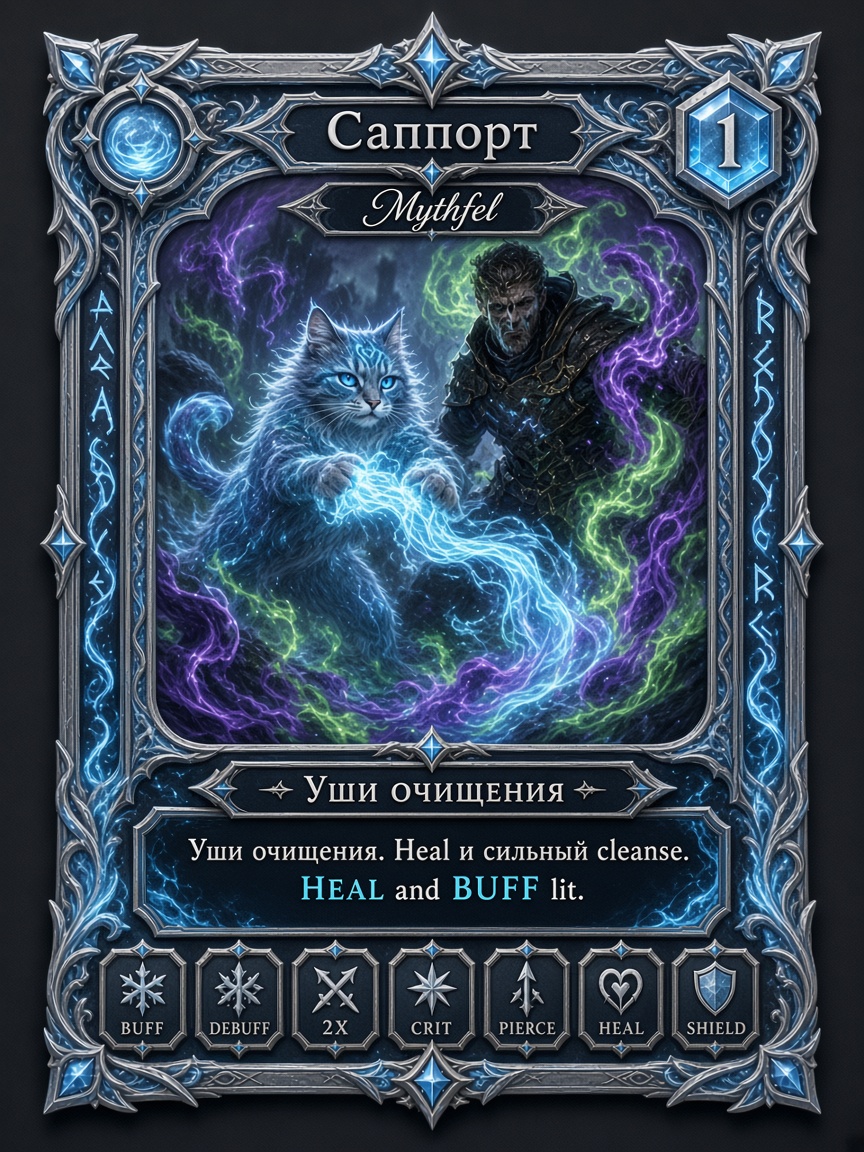 Саппорт
1
Mythfel
Уши очищения
Уши очищения. Heal и сильный cleanse.
HEAL and BUFF lit.
BUFF
DEBUFF
2X
CRIT
PIERCE
HEAL
SHIELD